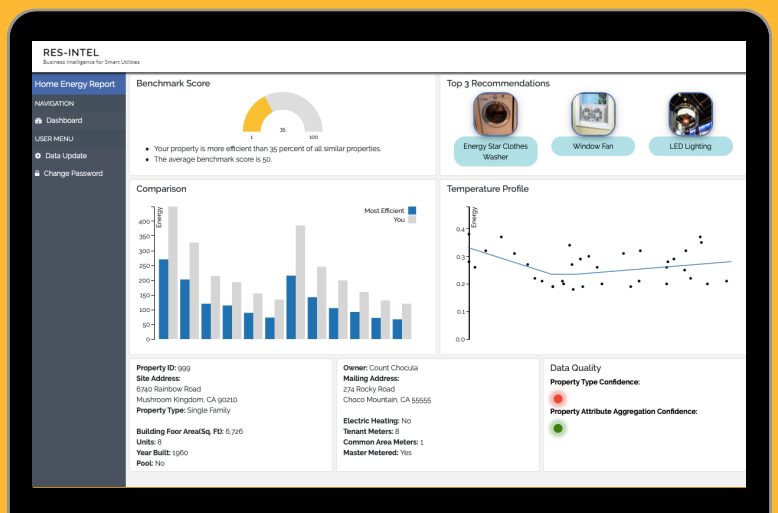 RES-INTEL
Business Intelligence for Smart Utilities
Home Energy Report
NAVIGATION
Dashboard
USER MENU
Data Update
Change Password
Benchmark Score
35
1
100
Your property is more efficient than 35 percent of all similar properties.
The average benchmark score is 50.
Top 3 Recommendations
Energy Star Clothes
Washer
Window Fan
LED Lighting
Comparison
Energy
Most Efficient
You
400
350
300
250
200
150
100
50
0
Temperature Profile
Energy
0.4
0.3
0.2
0.1
0.0
Property ID: 999
Site Address:
6740 Rainbow Road
Mushroom Kingdom, CA 90210
Property Type: Single Family
Building Foor Area(Sq. Ft): 6,726
Units: 8
Year Built: 1960
Pool: No
Owner: Count Chocula
Mailing Address:
274 Rocky Road
Choco Mountain, CA 55555
Electric Heating: No
Tenant Meters: 8
Common Area Meters: 1
Master Metered: Yes
Data Quality
Property Type Confidence:
Property Attribute Aggregation Confidence: